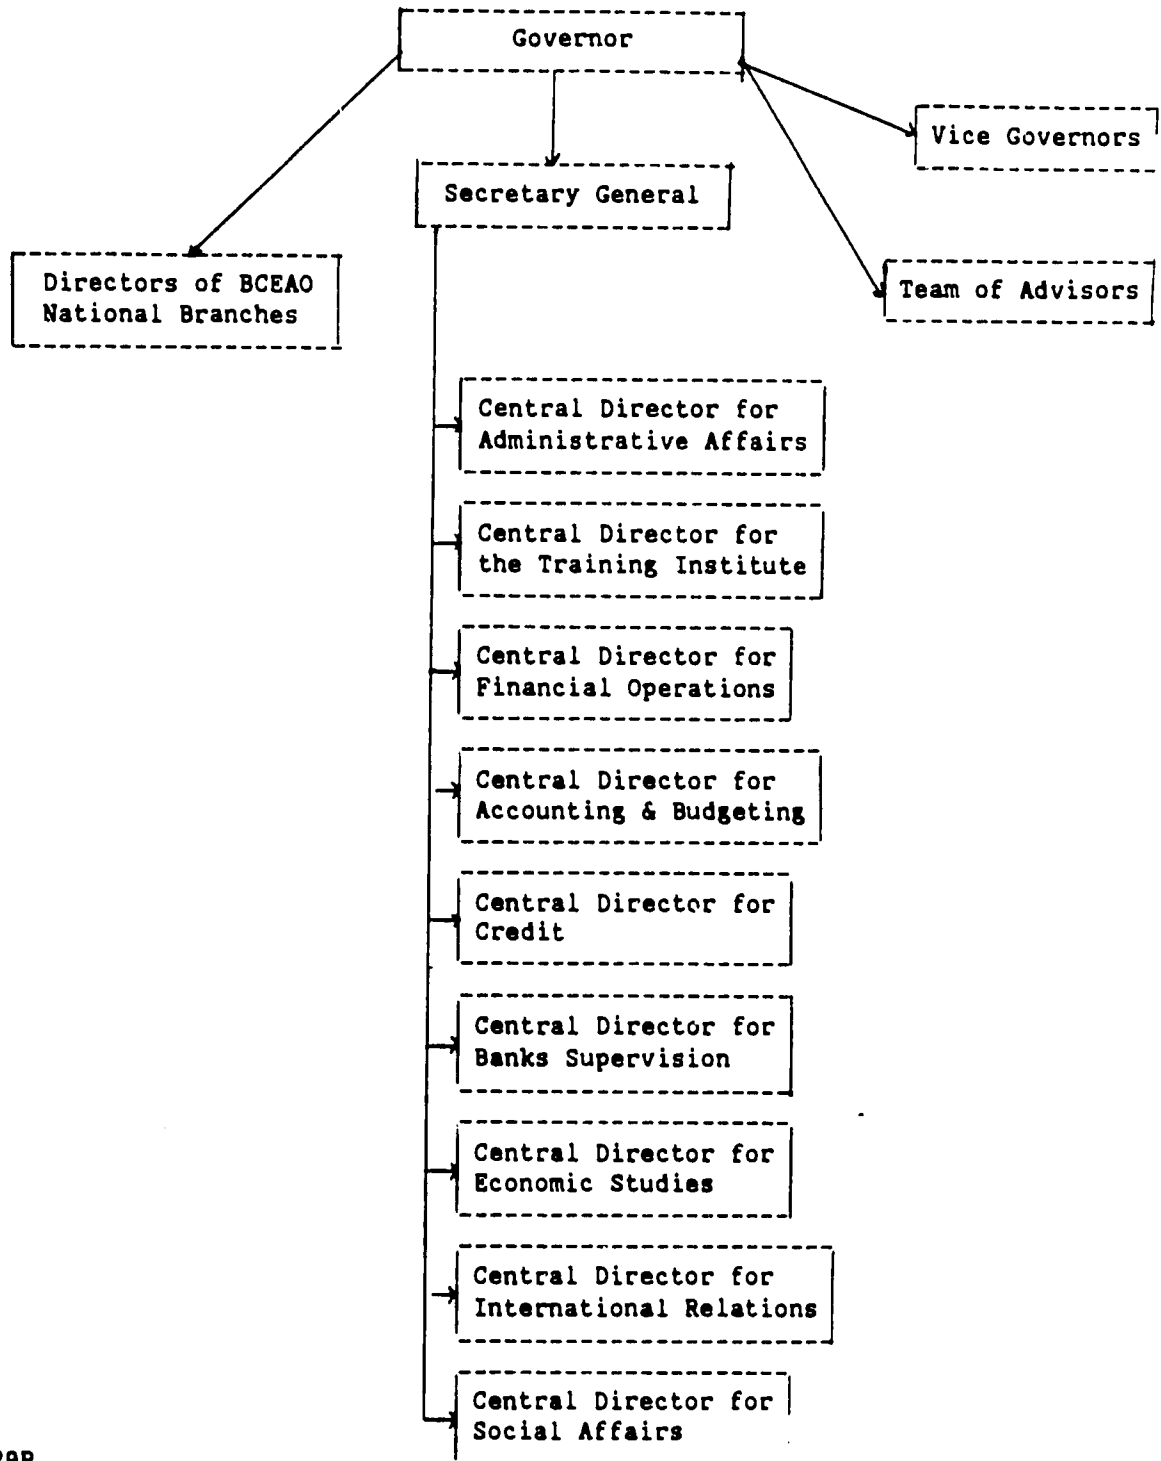 Governor
Vice Governors
Secretary General
Directors of BCEAO
National Branches
Team of Advisors
Central Director for
Administrative Affairs
Central Director for
the Training Institute
Central Director for
Financial Operations
Central Director for
Accounting & Budgeting
Central Director for
Credit
Central Director for
Banks Supervision
Central Director for
Economic Studies
Central Director for
International Relations
Central Director for
Social Affairs